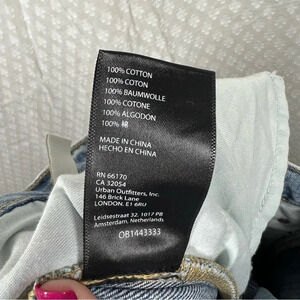 100% COTTON
100% COTON
100% BAUMWOLLE
100% COTONE
100% ALGODÓN
100% 棉
MADE IN CHINA
HECHO EN CHINA
RN 66170
CA 32054
Urban Outfitters, Inc.
146 Brick Lane
LONDON. E1 6RU
Leidsestraat 32, 1017 PB
Amsterdam, Netherlands
OB1443333